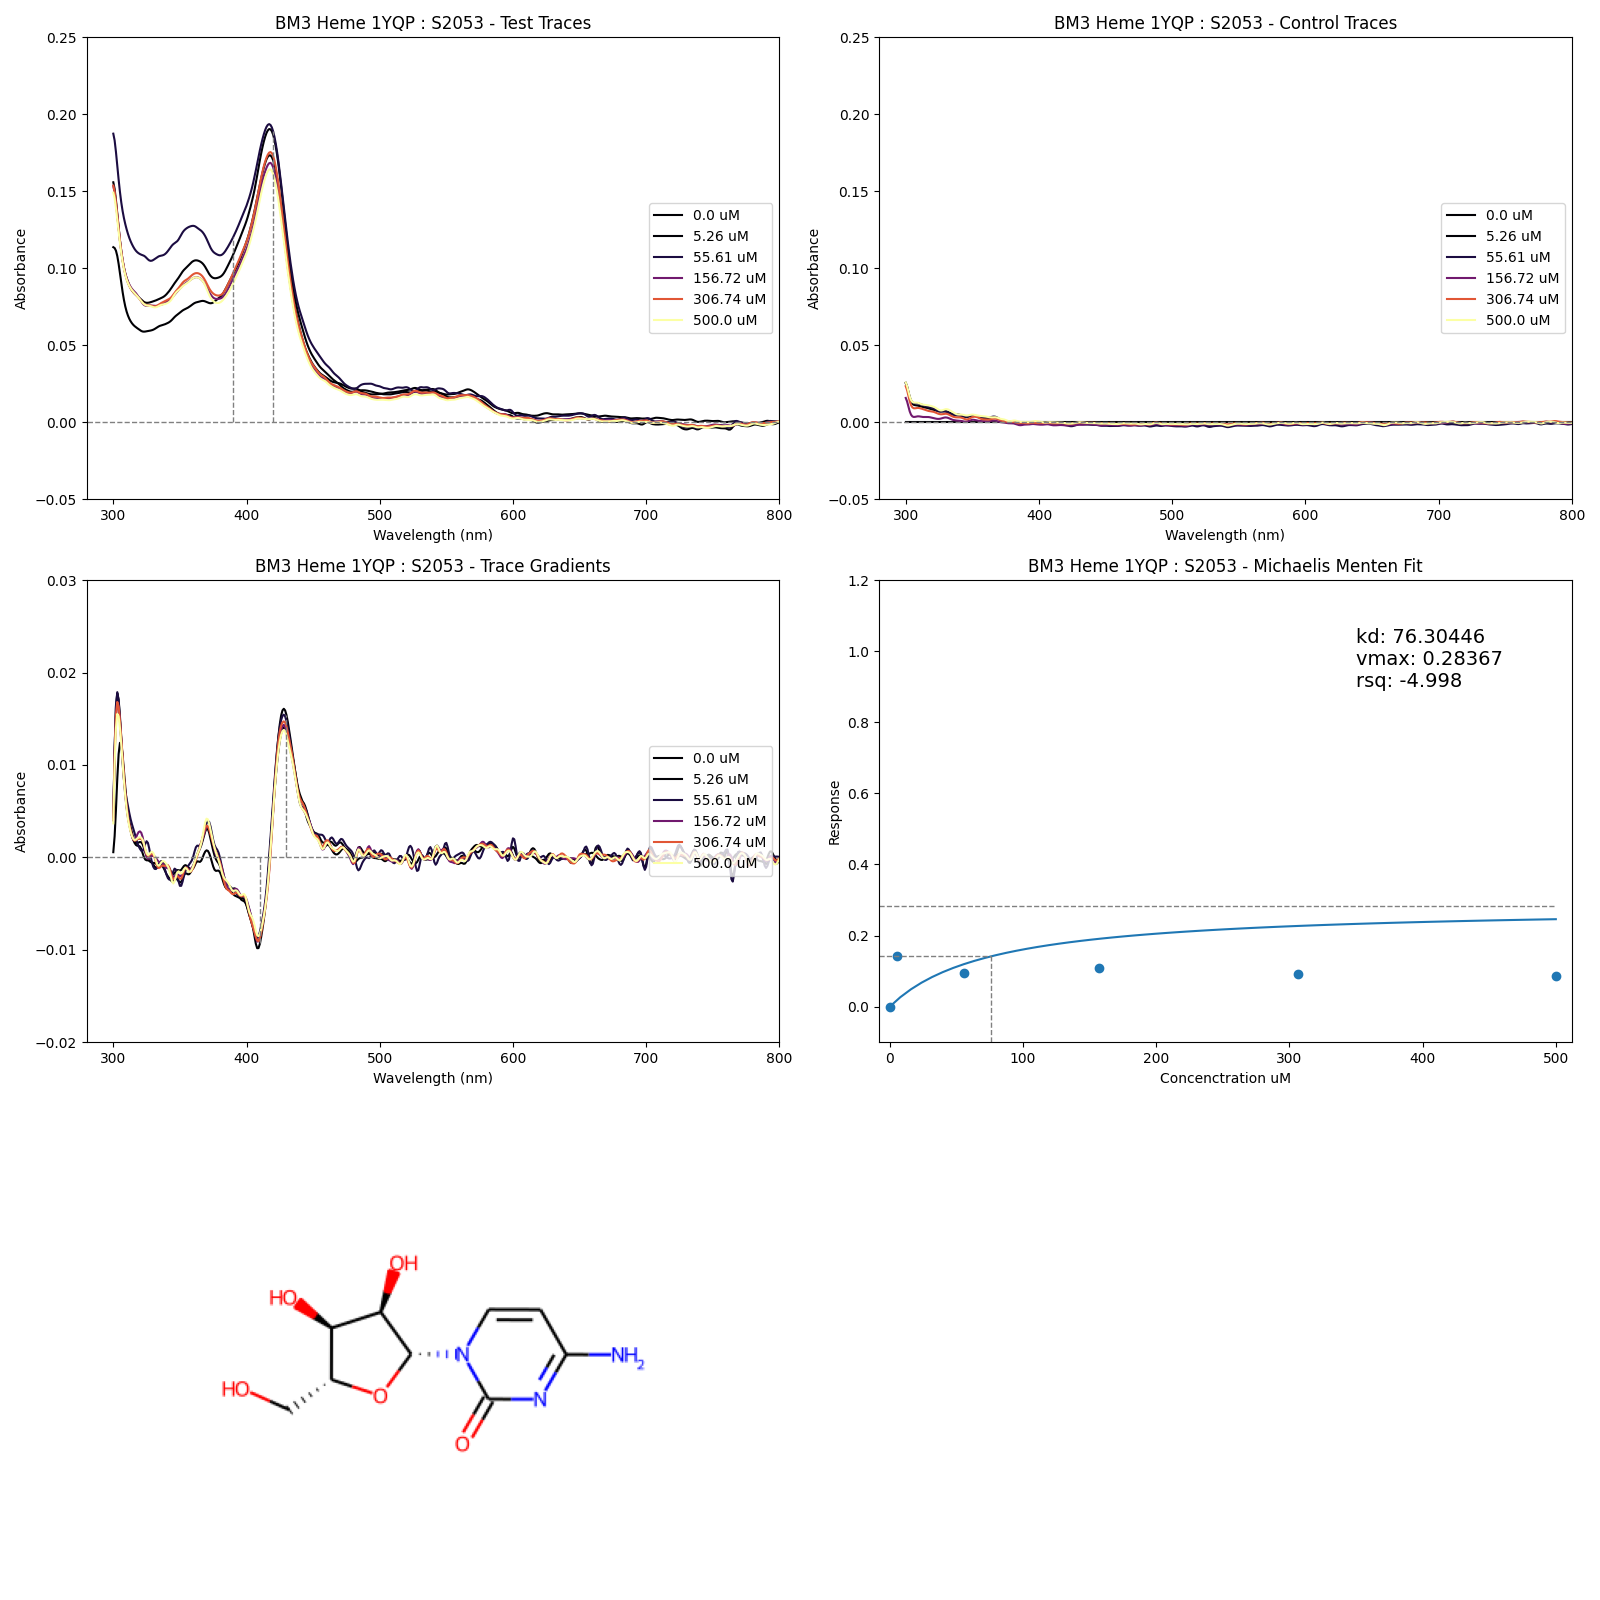 BM3 Heme 1YQP : S2053 - Test Traces
0.25
0.20
0.15
0.10
0.05
0.00
−0.05
Absorbance
300
400
500
600
700
800
Wavelength (nm)
0.0 uM
5.26 uM
55.61 uM
156.72 uM
306.74 uM
500.0 uM
BM3 Heme 1YQP : S2053 - Control Traces
0.25
0.20
0.15
0.10
0.05
0.00
−0.05
Absorbance
300
400
500
600
700
800
Wavelength (nm)
0.0 uM
5.26 uM
55.61 uM
156.72 uM
306.74 uM
500.0 uM
BM3 Heme 1YQP : S2053 - Trace Gradients
0.03
0.02
0.01
0.00
−0.01
−0.02
Absorbance
300
400
500
600
700
800
Wavelength (nm)
0.0 uM
5.26 uM
55.61 uM
156.72 uM
306.74 uM
500.0 uM
BM3 Heme 1YQP : S2053 - Michaelis Menten Fit
1.2
1.0
0.8
0.6
0.4
0.2
0.0
Response
kd: 76.30446
vmax: 0.28367
rsq: -4.998
0
100
200
300
400
500
Concenctration uM
OH
HO
HO
O
N
N
NH2
O